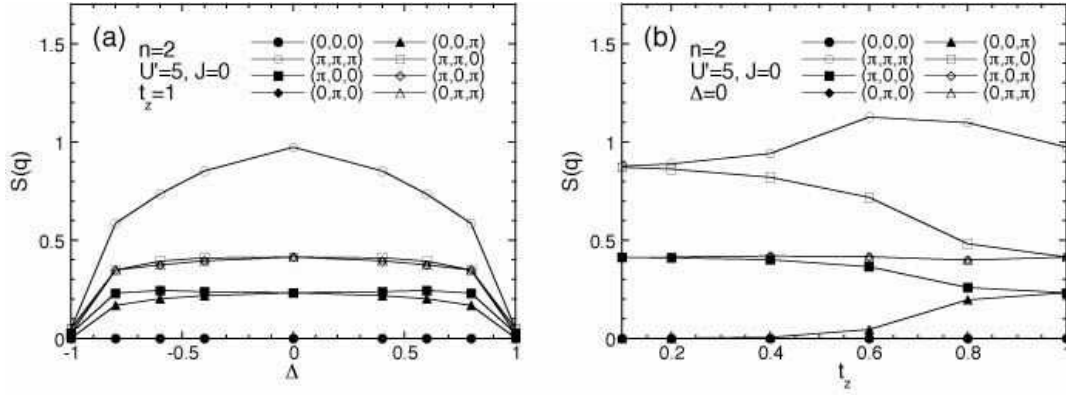 (a)
n=2
U'=5, J=0
t_z=1
(0,0,0)
(π,π,π)
(π,0,0)
(0,π,0)
(0,0,π)
(π,π,0)
(π,0,π)
(0,π,π)
S(q)
1.5
1
0.5
0
-1
-0.5
0
0.5
1
Δ
(b)
n=2
U'=5, J=0
Δ=0
(0,0,0)
(π,π,π)
(π,0,0)
(0,π,0)
(0,0,π)
(π,π,0)
(π,0,π)
(0,π,π)
S(q)
1.5
1
0.5
0
0.2
0.4
0.6
0.8
t_z